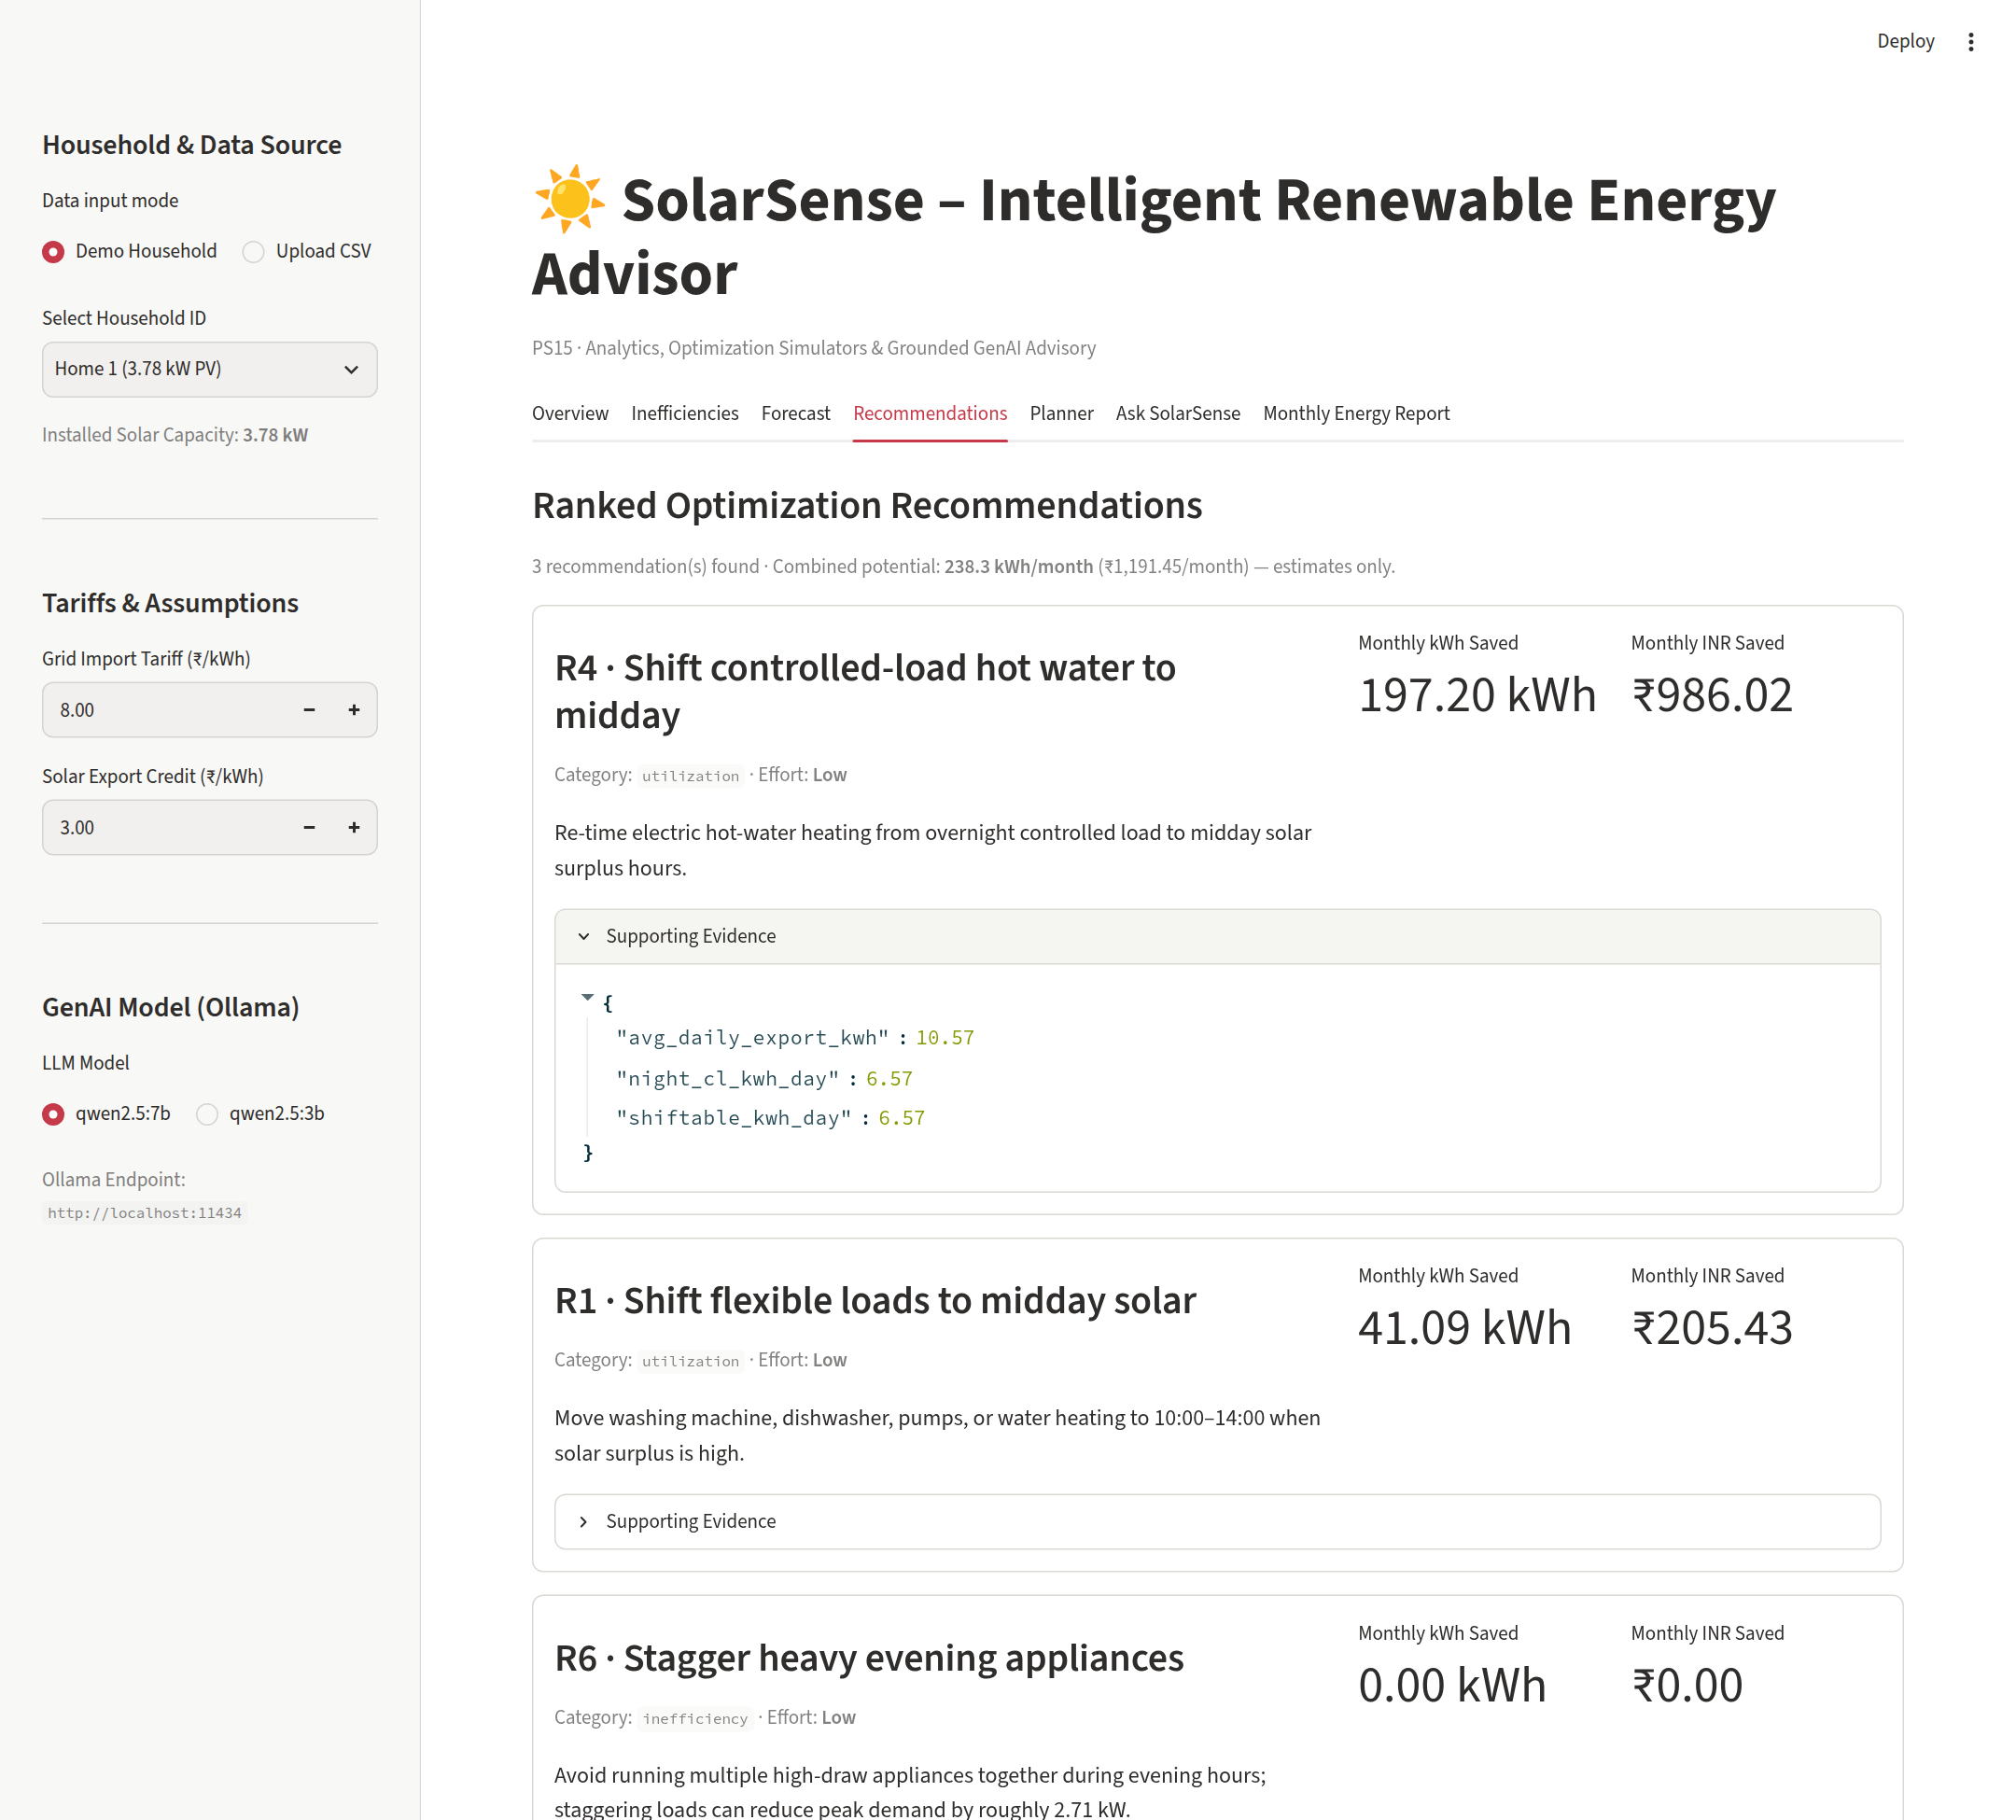 Deploy
Household & Data Source
Data input mode
Demo Household
Upload CSV
Select Household ID
Home 1 (3.78 kW PV)
Installed Solar Capacity: 3.78 kW
Tariffs & Assumptions
Grid Import Tariff (₹/kWh)
8.00
Solar Export Credit (₹/kWh)
3.00
GenAI Model (Ollama)
LLM Model
qwen2.5:7b
qwen2.5:3b
Ollama Endpoint:
http://localhost:11434
SolarSense – Intelligent Renewable Energy
Advisor
PS15 · Analytics, Optimization Simulators & Grounded GenAI Advisory
Overview Inefficiencies Forecast Recommendations Planner Ask SolarSense Monthly Energy Report
Ranked Optimization Recommendations
3 recommendation(s) found · Combined potential: 238.3 kWh/month (₹1,191.45/month) — estimates only.
R4 · Shift controlled-load hot water to
midday
Monthly kWh Saved
197.20 kWh
Monthly INR Saved
₹986.02
Category: utilization · Effort: Low
Re-time electric hot-water heating from overnight controlled load to midday solar
surplus hours.
Supporting Evidence
{
"avg_daily_export_kwh" : 10.57
"night_cl_kwh_day" : 6.57
"shiftable_kwh_day" : 6.57
}
R1 · Shift flexible loads to midday solar
Monthly kWh Saved
41.09 kWh
Monthly INR Saved
₹205.43
Category: utilization · Effort: Low
Move washing machine, dishwasher, pumps, or water heating to 10:00–14:00 when
solar surplus is high.
Supporting Evidence
R6 · Stagger heavy evening appliances
Monthly kWh Saved
0.00 kWh
Monthly INR Saved
₹0.00
Category: inefficiency · Effort: Low
Avoid running multiple high-draw appliances together during evening hours;
staggering loads can reduce peak demand by roughly 2.71 kW.